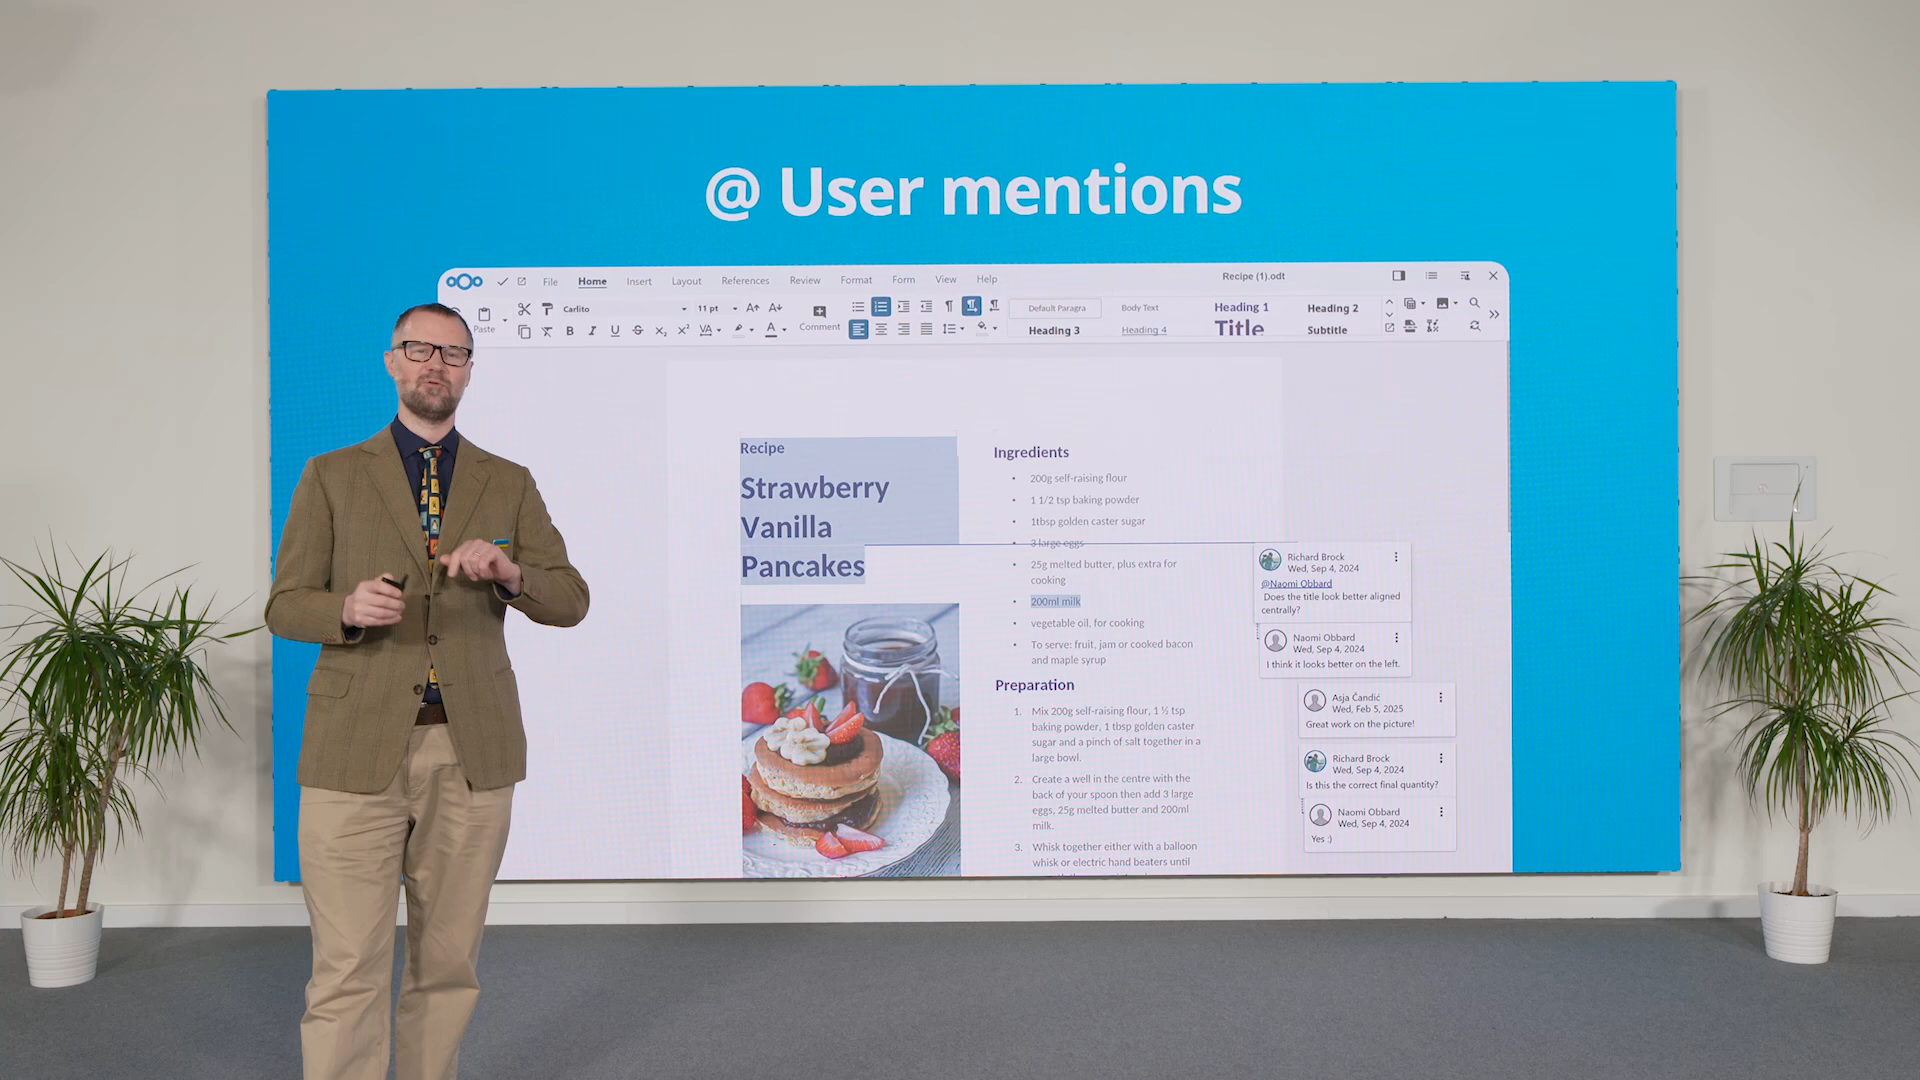 @ User mentions
File Home Insert Layout References Review Format Form View Help
Recipe (1).odt
Paste
Carlito
11 pt
Comment
Default Paragra
Body Text
Heading 1
Heading 2
Heading 3
Heading 4
Title
Subtitle
Recipe
Strawberry
Vanilla
Pancakes
Ingredients
• 200g self-raising flour
• 1 1/2 tsp baking powder
• 1tbsp golden caster sugar
• 3 large eggs
• 25g melted butter, plus extra for
cooking
• 200ml milk
• vegetable oil, for cooking
• To serve: fruit, jam or cooked bacon
and maple syrup
Preparation
1. Mix 200g self-raising flour, 1 ½ tsp
baking powder, 1 tbsp golden caster
sugar and a pinch of salt together in a
large bowl.
2. Create a well in the centre with the
back of your spoon then add 3 large
eggs, 25g melted butter and 200ml
milk.
3. Whisk together either with a balloon
whisk or electric hand beaters until
Richard Brock
Wed, Sep 4, 2024
@Naomi Obbard
Does the title look better aligned
centrally?
Naomi Obbard
Wed, Sep 4, 2024
I think it looks better on the left.
Asja Čandić
Wed, Feb 5, 2025
Great work on the picture!
Richard Brock
Wed, Sep 4, 2024
Is this the correct final quantity?
Naomi Obbard
Wed, Sep 4, 2024
Yes :)